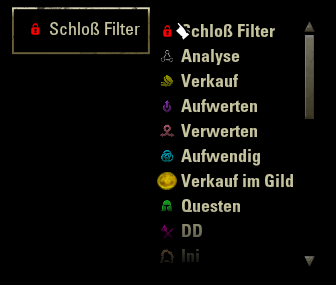 Schloß Filter
Schloß Filter
Analyse
Verkauf
Aufwerten
Verwerten
Aufwendig
Verkauf im Gild
Questen
DD
Ini